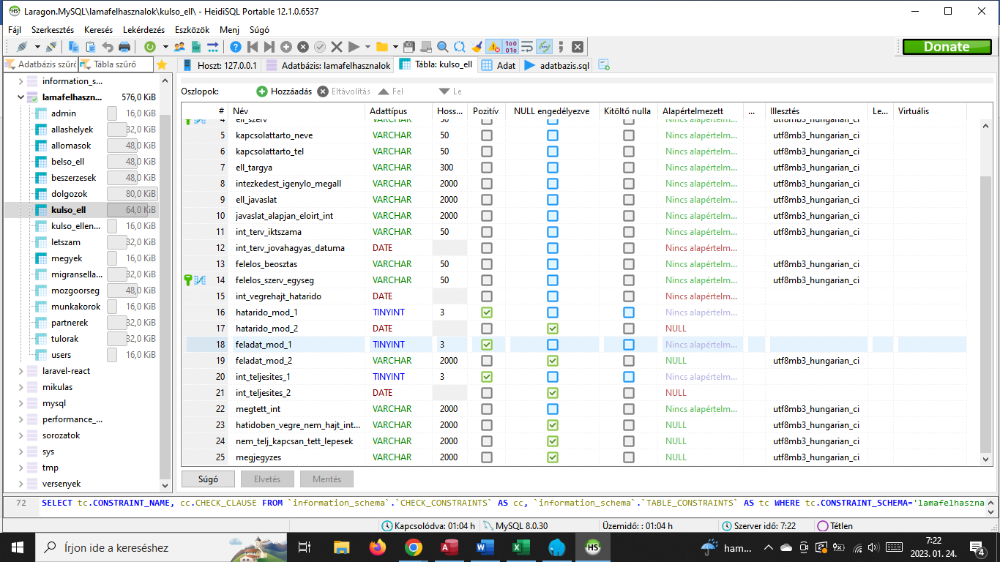 Laragon.MySQL\lamafelhasznalok\kulso_ell\ - HeidiSQL Portable 12.1.0.6537
Fájl Szerkesztés Keresés Lekérdezés Eszközök Menj Súgó
Donate
Adatbázis szűrő Tábla szűrő Hoszt: 127.0.0.1 Adatbázis: lamafelhasznalok Tábla: kulso_ell Adat adatbazis.sql
information_s...
lamafelhaszn... 576,0 KiB
admin 16,0 KiB
allashelyek 32,0 KiB
allomasok 48,0 KiB
belso_ell 48,0 KiB
beszerzesek 48,0 KiB
dolgozok 80,0 KiB
kulso_ell 64,0 KiB
kulso_ellen... 16,0 KiB
letszam 32,0 KiB
megyek 16,0 KiB
migransella... 32,0 KiB
mozgoorseg 48,0 KiB
munkakorok 16,0 KiB
partnerek 32,0 KiB
tulorak 32,0 KiB
users 16,0 KiB
laravel-react
mikulas
mysql
performance_...
sorozatok
sys
tmp
versenyek
Oszlopok: Hozzáadás Eltávolítás Fel Le
# Név Adattípus Hoss... Pozitív NULL engedélyezve Kitöltő nulla Alapértelmezett ... Illesztés Le... Virtuális
4 ell_szerv VARCHAR 50 Nincs alapértelm... utf8mb3_hungarian_ci
5 kapcsolattarto_neve VARCHAR 50 Nincs alapértelm... utf8mb3_hungarian_ci
6 kapcsolattarto_tel VARCHAR 50 Nincs alapértelm... utf8mb3_hungarian_ci
7 ell_targya VARCHAR 300 Nincs alapértelm... utf8mb3_hungarian_ci
8 intezkedest_igenylo_megall VARCHAR 2000 Nincs alapértelm... utf8mb3_hungarian_ci
9 ell_javaslat VARCHAR 2000 Nincs alapértelm... utf8mb3_hungarian_ci
10 javaslat_alapjan_eloirt_int VARCHAR 2000 Nincs alapértelm... utf8mb3_hungarian_ci
11 int_terv_iktszama VARCHAR 50 Nincs alapértelm... utf8mb3_hungarian_ci
12 int_terv_jovahagyas_datuma DATE Nincs alapértelm...
13 felelos_beosztas VARCHAR 50 Nincs alapértelm... utf8mb3_hungarian_ci
14 felelos_szerv_egyseg VARCHAR 50 Nincs alapértelm... utf8mb3_hungarian_ci
15 int_vegrehajt_hatarido DATE Nincs alapértelm...
16 hatarido_mod_1 TINYINT 3 Nincs alapértelm...
17 hatarido_mod_2 DATE NULL
18 feladat_mod_1 TINYINT 3 Nincs alapértelm...
19 feladat_mod_2 VARCHAR 2000 NULL utf8mb3_hungarian_ci
20 int_teljesites_1 TINYINT 3 Nincs alapértelm...
21 int_teljesites_2 DATE NULL
22 megtett_int VARCHAR 2000 Nincs alapértelm... utf8mb3_hungarian_ci
23 hatidoben_vegre_nem_hajt_int... VARCHAR 2000 NULL utf8mb3_hungarian_ci
24 nem_telj_kapcsan_tett_lepesek VARCHAR 2000 NULL utf8mb3_hungarian_ci
25 megjegyzes VARCHAR 2000 NULL utf8mb3_hungarian_ci
Súgó Elvetés Mentés
72 SELECT tc.CONSTRAINT_NAME, cc.CHECK_CLAUSE FROM `information_schema`.`CHECK_CONSTRAINTS` AS cc, `information_schema`.`TABLE_CONSTRAINTS` AS tc WHERE tc.CONSTRAINT_SCHEMA='lamafelhaszna
Kapcsolódva: 01:04 h MySQL 8.0.30 Üzemidő: : 01:04 h Szerver idő: 7:22 Tétlen
Írjon ide a kereséshez
ham...
7:22
2023. 01. 24.
4